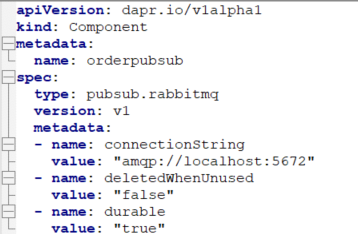 apiVersion: dapr.io/v1alpha1
kind: Component
metadata:
  name: orderpubsub
spec:
  type: pubsub.rabbitmq
  version: v1
  metadata:
  - name: connectionString
    value: "amqp://localhost:5672"
  - name: deletedWhenUnused
    value: "false"
  - name: durable
    value: "true"